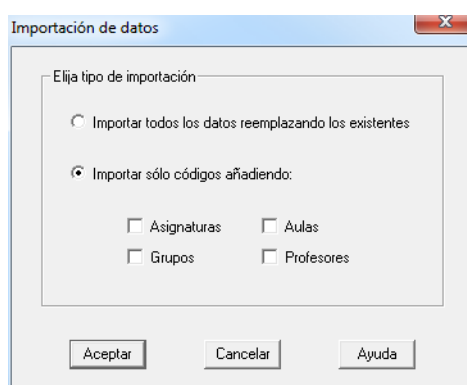 Importación de datos
Elija tipo de importación
Importar todos los datos reemplazando los existentes
Importar sólo códigos añadiendo:
Asignaturas Aulas
Grupos Profesores
Aceptar Cancelar Ayuda